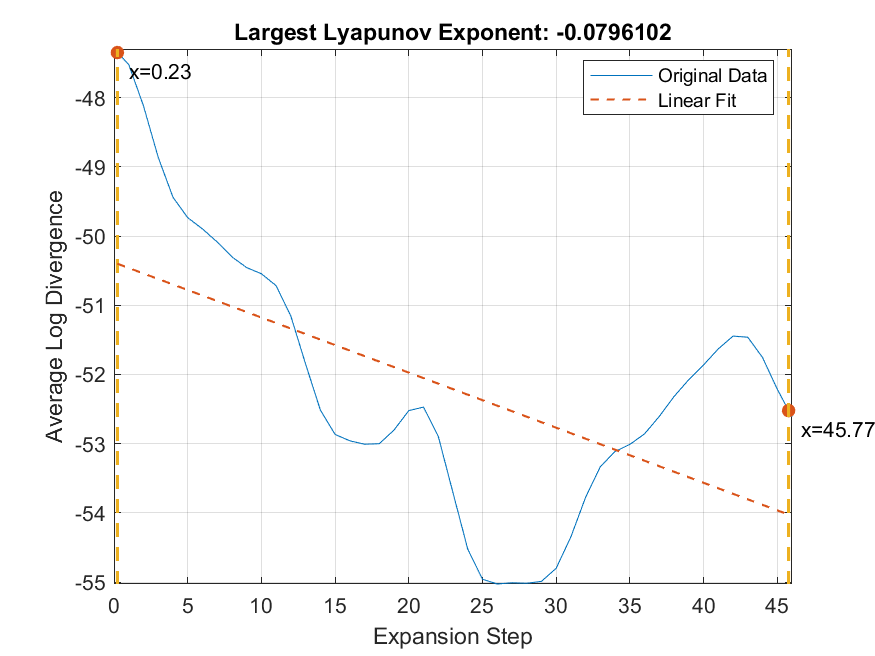 Largest Lyapunov Exponent: -0.0796102
x=0.23
Original Data
Linear Fit
-48
-49
-50
-51
-52
-53
-54
-55
Average Log Divergence
x=45.77
0 5 10 15 20 25 30 35 40 45
Expansion Step